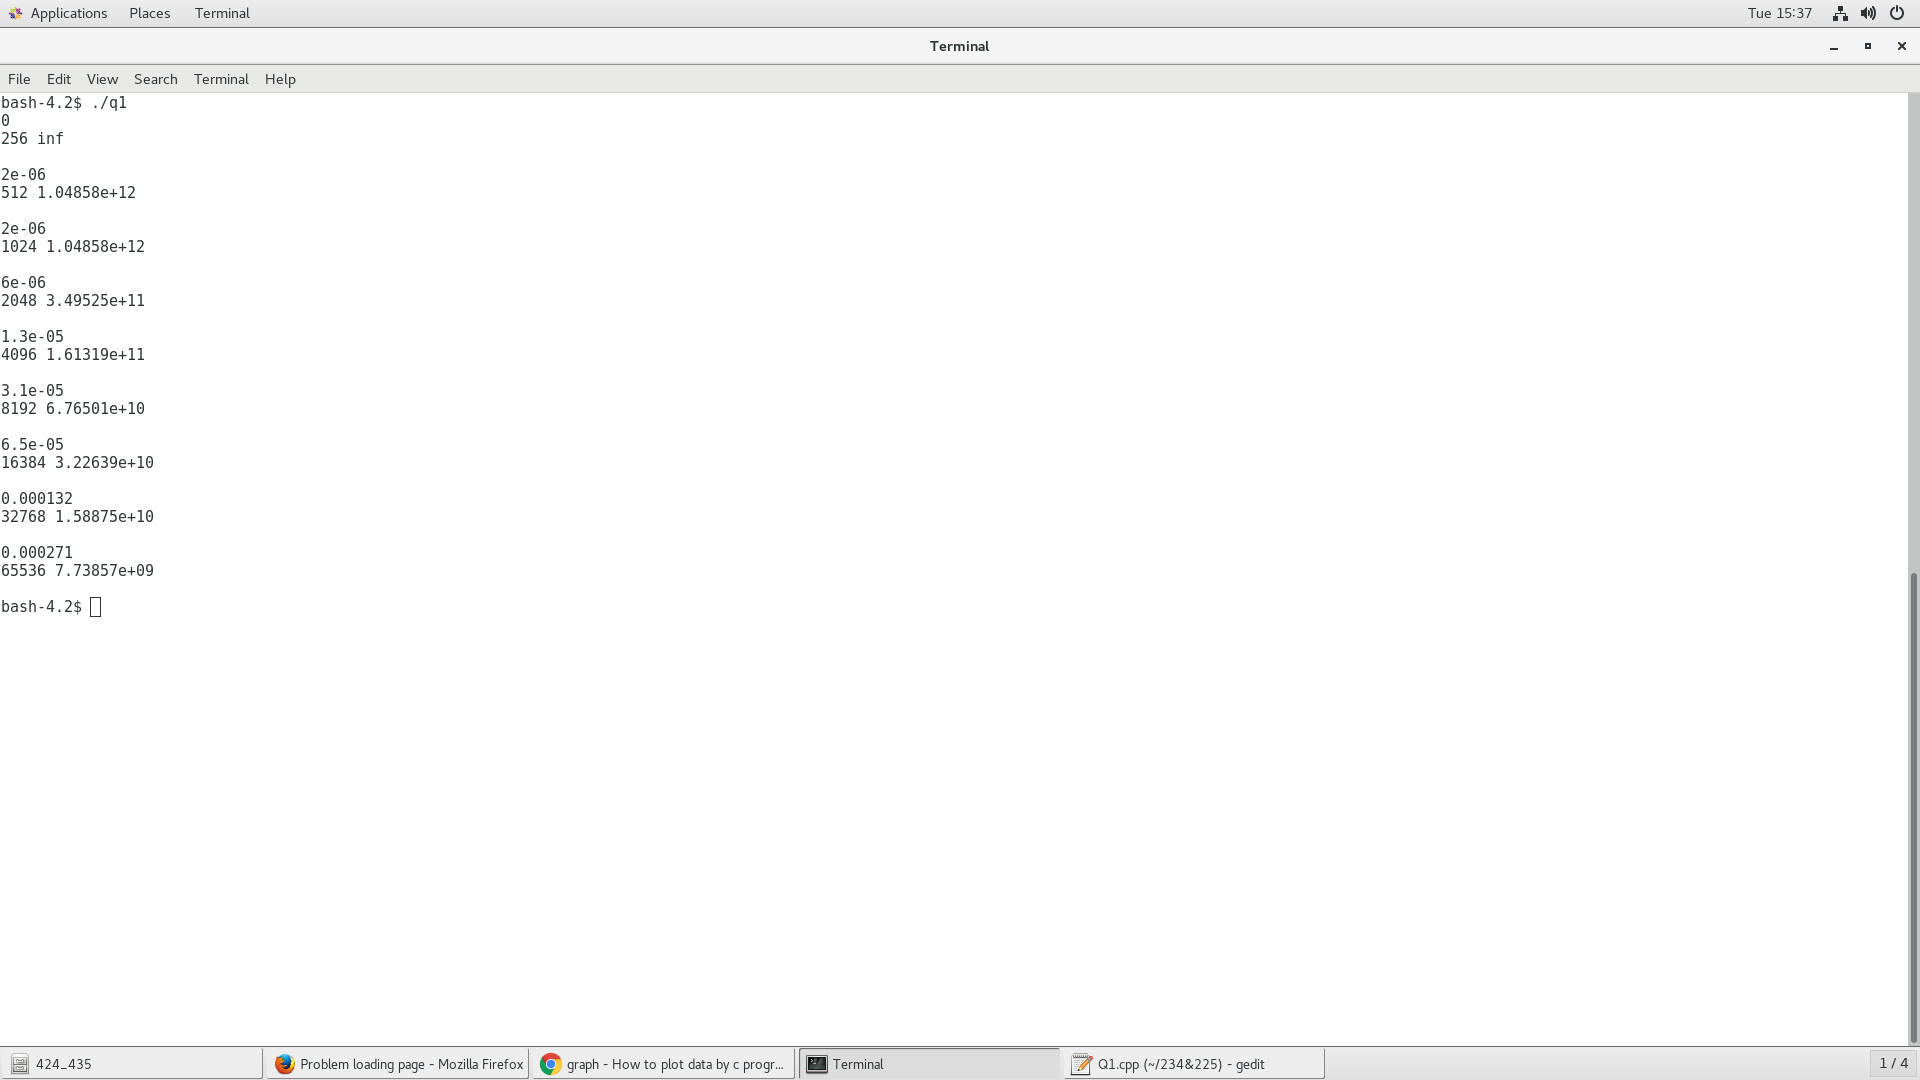 Applications Places Terminal Tue 15:37
Terminal
File Edit View Search Terminal Help
bash-4.2$ ./q1
0
256 inf
2e-06
512 1.04858e+12
2e-06
1024 1.04858e+12
6e-06
2048 3.49525e+11
1.3e-05
4096 1.61319e+11
3.1e-05
8192 6.76501e+10
6.5e-05
16384 3.22639e+10
0.000132
32768 1.58875e+10
0.000271
65536 7.73857e+09
bash-4.2$
424_435 Problem loading page - Mozilla Firefox graph - How to plot data by c progr... Terminal Q1.cpp (~/234&225) - gedit 1 / 4